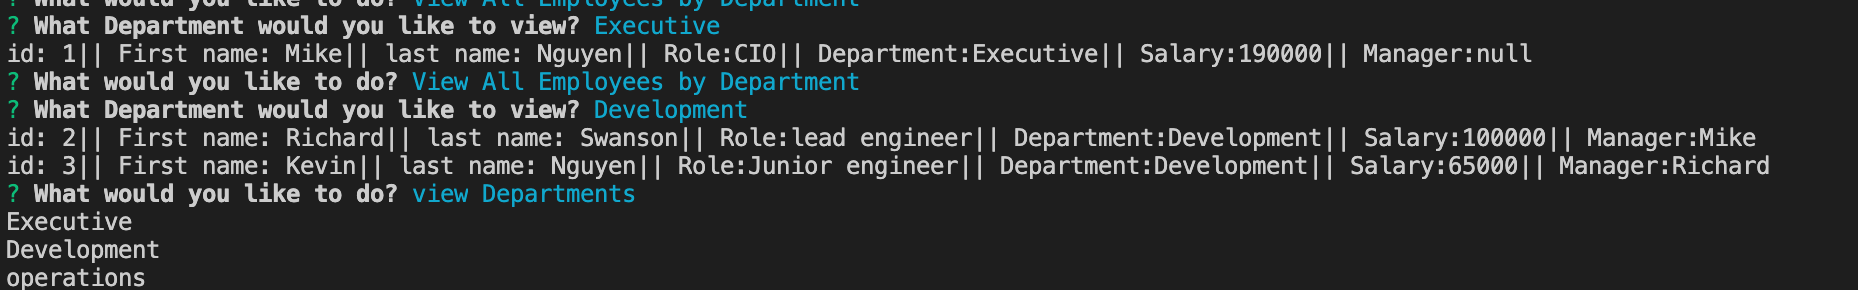 ? What would you like to do? View All Employees by Department
? What Department would you like to view? Executive
id: 1|| First name: Mike|| last name: Nguyen|| Role:CIO|| Department:Executive|| Salary:190000|| Manager:null
? What would you like to do? View All Employees by Department
? What Department would you like to view? Development
id: 2|| First name: Richard|| last name: Swanson|| Role:lead engineer|| Department:Development|| Salary:100000|| Manager:Mike
id: 3|| First name: Kevin|| last name: Nguyen|| Role:Junior engineer|| Department:Development|| Salary:65000|| Manager:Richard
? What would you like to do? view Departments
Executive
Development
operations